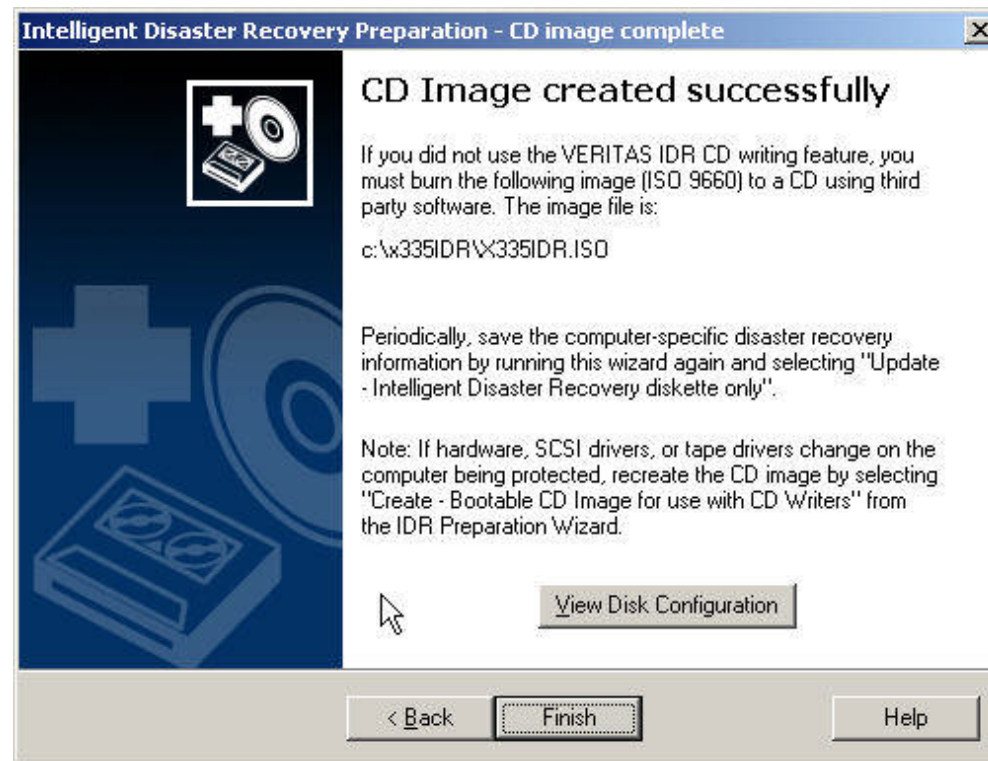 Intelligent Disaster Recovery Preparation - CD image complete
CD Image created successfully
If you did not use the VERITAS IDR CD writing feature, you
must burn the following image (ISO 9660) to a CD using third
party software. The image file is:
c:\x335IDR\X335IDR.ISO
Periodically, save the computer-specific disaster recovery
information by running this wizard again and selecting "Update
- Intelligent Disaster Recovery diskette only".
Note: If hardware, SCSI drivers, or tape drivers change on the
computer being protected, recreate the CD image by selecting
"Create - Bootable CD Image for use with CD Writers" from
the IDR Preparation Wizard.
View Disk Configuration
< Back Finish Help